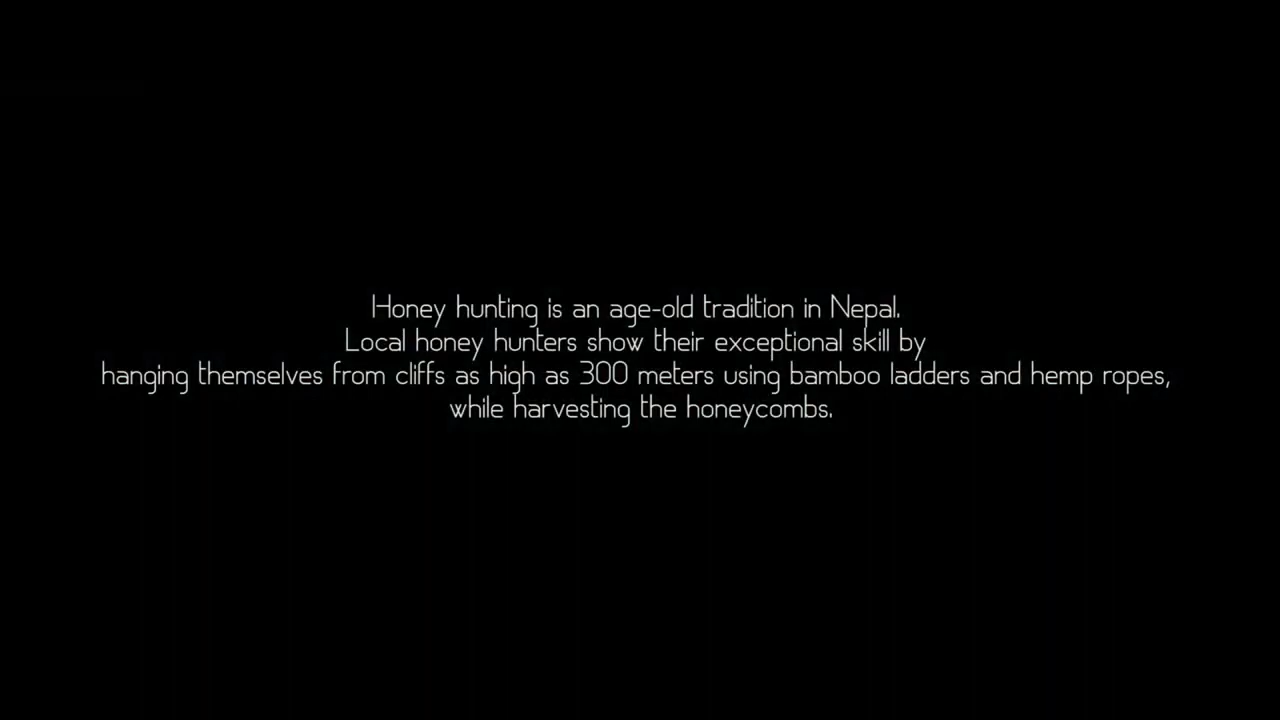 Honey hunting is an age-old tradition in Nepal.
Local honey hunters show their exceptional skill by
hanging themselves from cliffs as high as 300 meters using bamboo ladders and hemp ropes,
while harvesting the honeycombs.